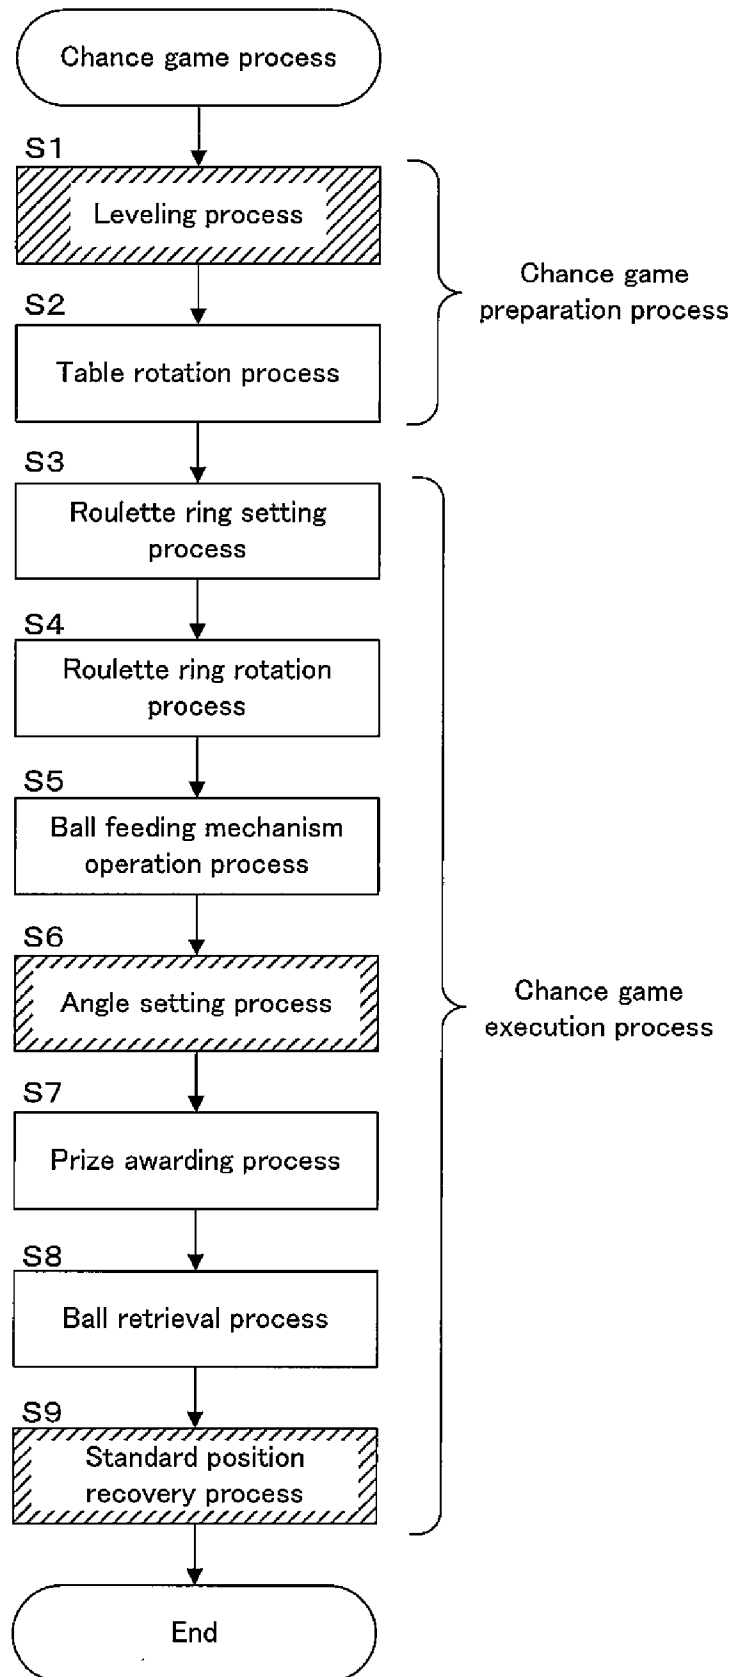 Chance game process
S1
Leveling process
Chance game
preparation process
S2
Table rotation process
S3
Roulette ring setting
process
S4
Roulette ring rotation
process
S5
Ball feeding mechanism
operation process
S6
Angle setting process
Chance game
execution process
S7
Prize awarding process
S8
Ball retrieval process
S9
Standard position
recovery process
End